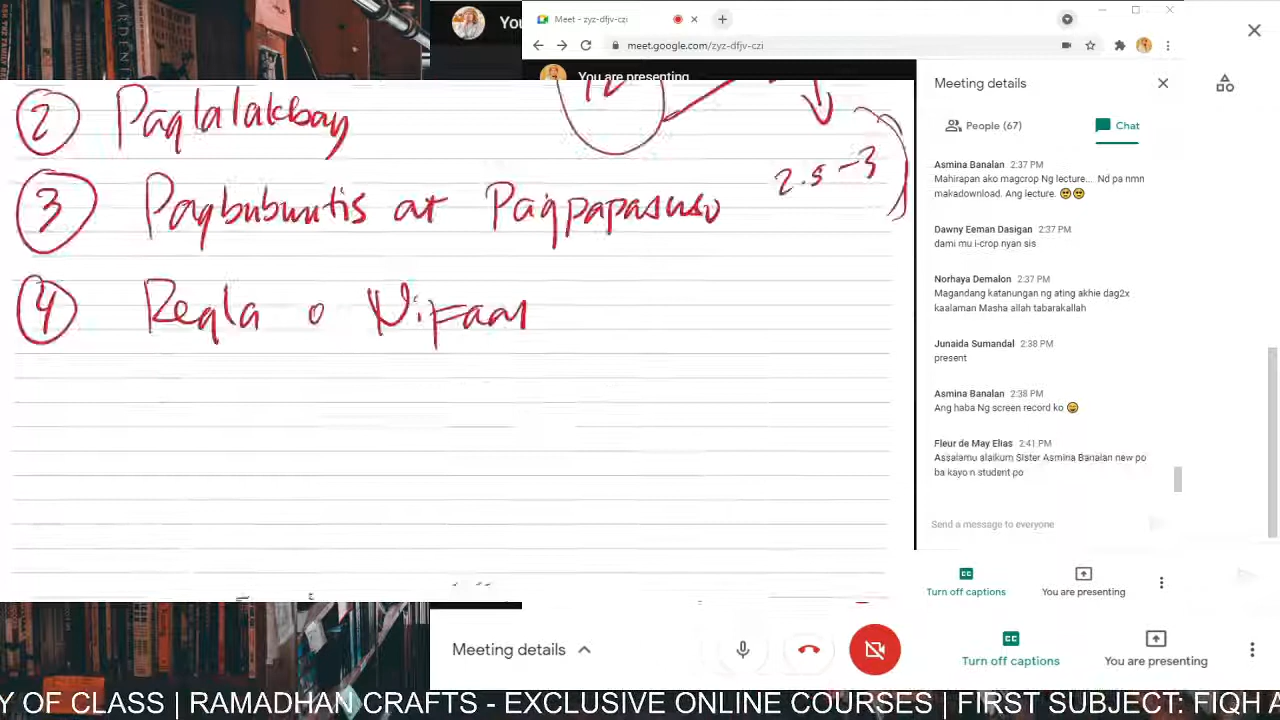 You
Meet - zyz-dfjv-czi
meet.google.com/zyz-dfjv-czi
You are presenting
12
2 Paglalakbay
2.5 - 3
3 Pagbubuntis at Pagpapasuso
4 Regla o Nifaas
Meeting details
People (67)
Chat
Asmina Banalan 2:37 PM
Mahirapan ako magcrop Ng lecture... Nd pa nmn
makadownload. Ang lecture. 😍😍
Dawny Eeman Dasigan 2:37 PM
dami mu i-crop nyan sis
Norhaya Demalon 2:37 PM
Magandang katanungan ng ating akhie dag2x
kaalaman Masha allah tabarakallah
Junaida Sumandal 2:38 PM
present
Asmina Banalan 2:38 PM
Ang haba Ng screen record ko 😄
Fleur de May Elias 2:41 PM
Assalamu alaikum Sister Asmina Banalan new po
ba kayo n student po
Send a message to everyone
CC
Turn off captions
You are presenting
Meeting details
CC
Turn off captions
You are presenting
Y OF CLASS | RAMADHAN CRAFTS - EXCLUSIVE ONLINE COURSES | FIRST SUBJECT: FIQH A